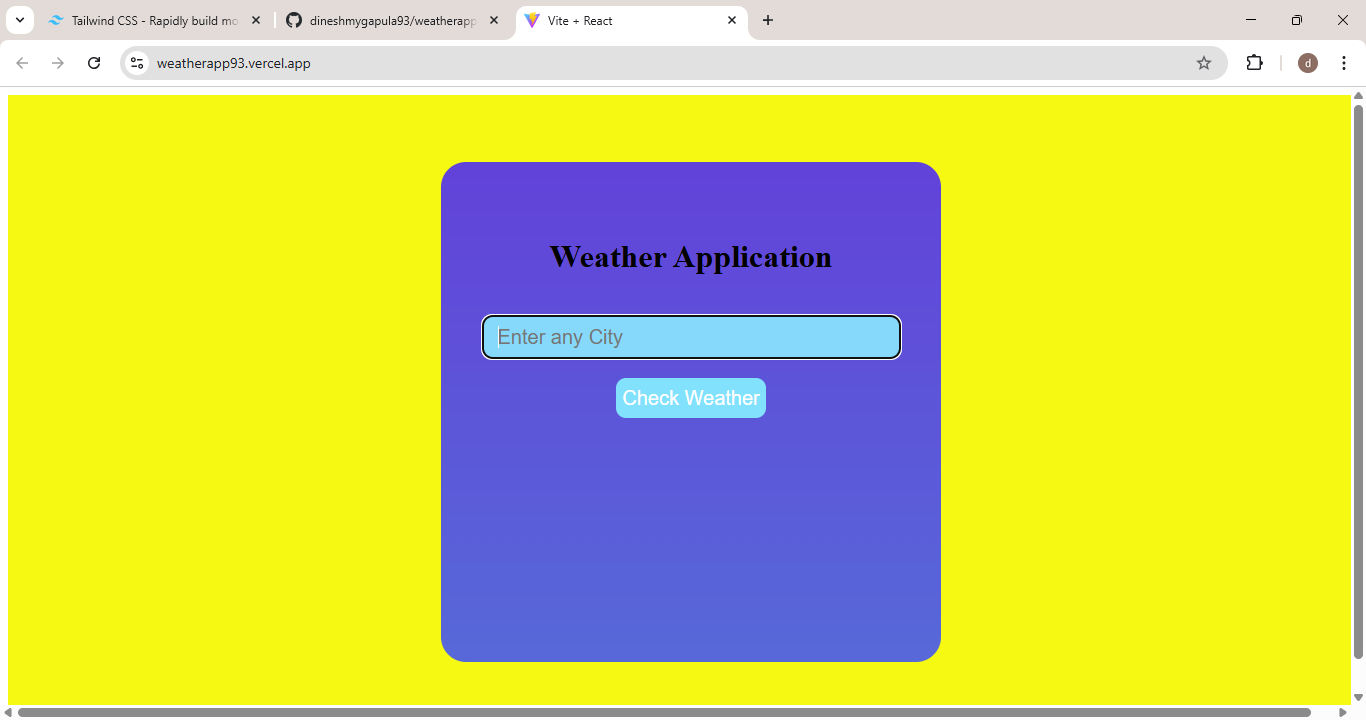 Tailwind CSS - Rapidly build mo
dineshmygapula93/weatherapp
Vite + React
weatherapp93.vercel.app
d
Weather Application
Enter any City
Check Weather